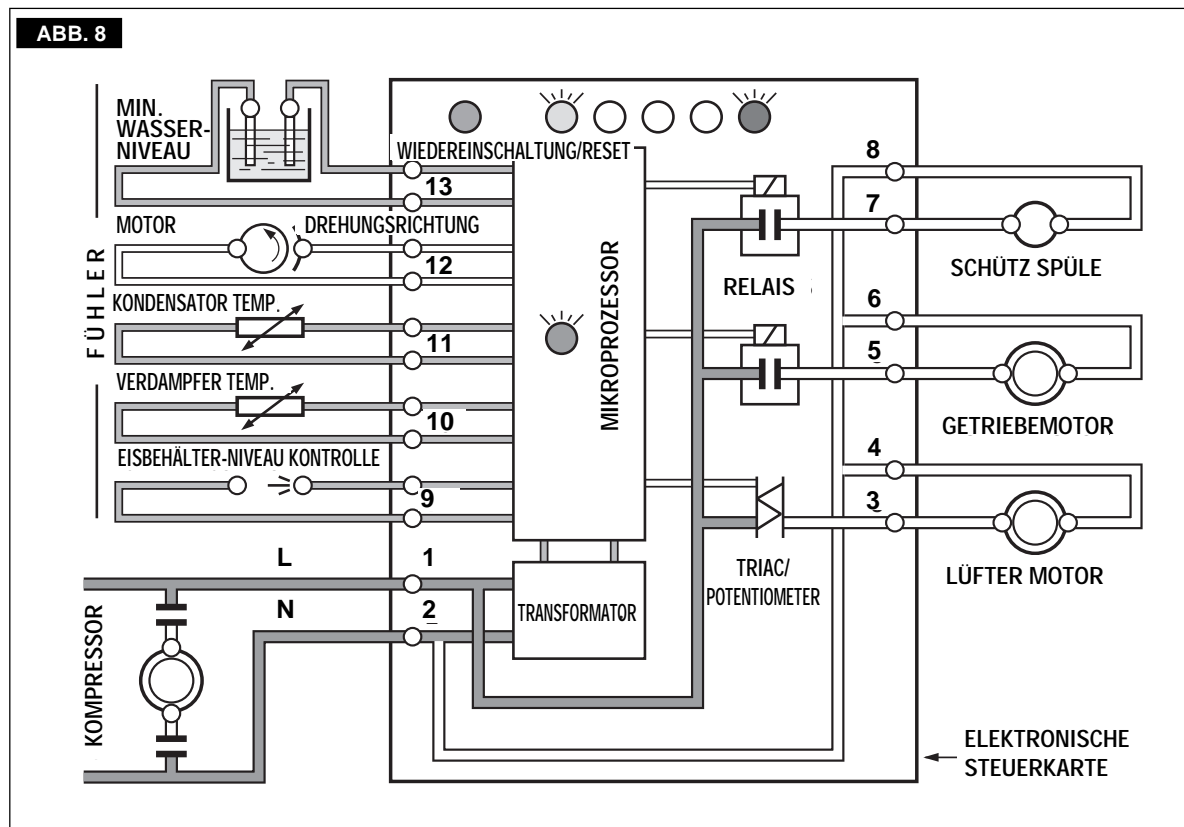 ABB. 8
MIN.
WASSER-
NIVEAU
WIEDEREINSCHALTUNG/RESET
13
MOTOR
DREHUNGSRICHTUNG
12
KONDENSATOR TEMP.
11
VERDAMPFER TEMP.
10
EISBEHÄLTER-NIVEAU KONTROLLE
9
FÜHLER
L
1
N
2
KOMPRESSOR
MIKROPROZESSOR
TRANSFORMATOR
RELAIS
TRIAC/
POTENTIOMETER
8
7
SCHÜTZ SPÜLE
6
5
GETRIEBEMOTOR
4
3
LÜFTER MOTOR
ELEKTRONISCHE
STEUERKARTE